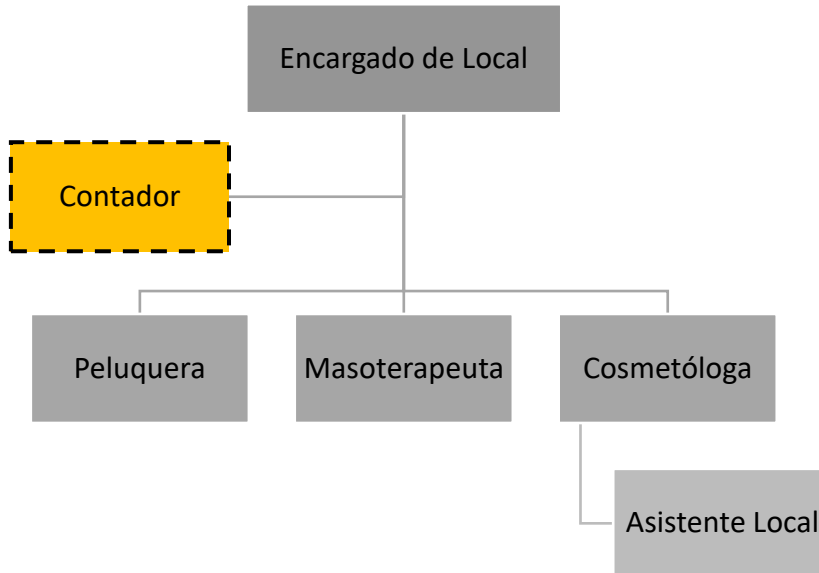 Encargado de Local
Contador
Peluquera
Masoterapeuta
Cosmetóloga
Asistente Local